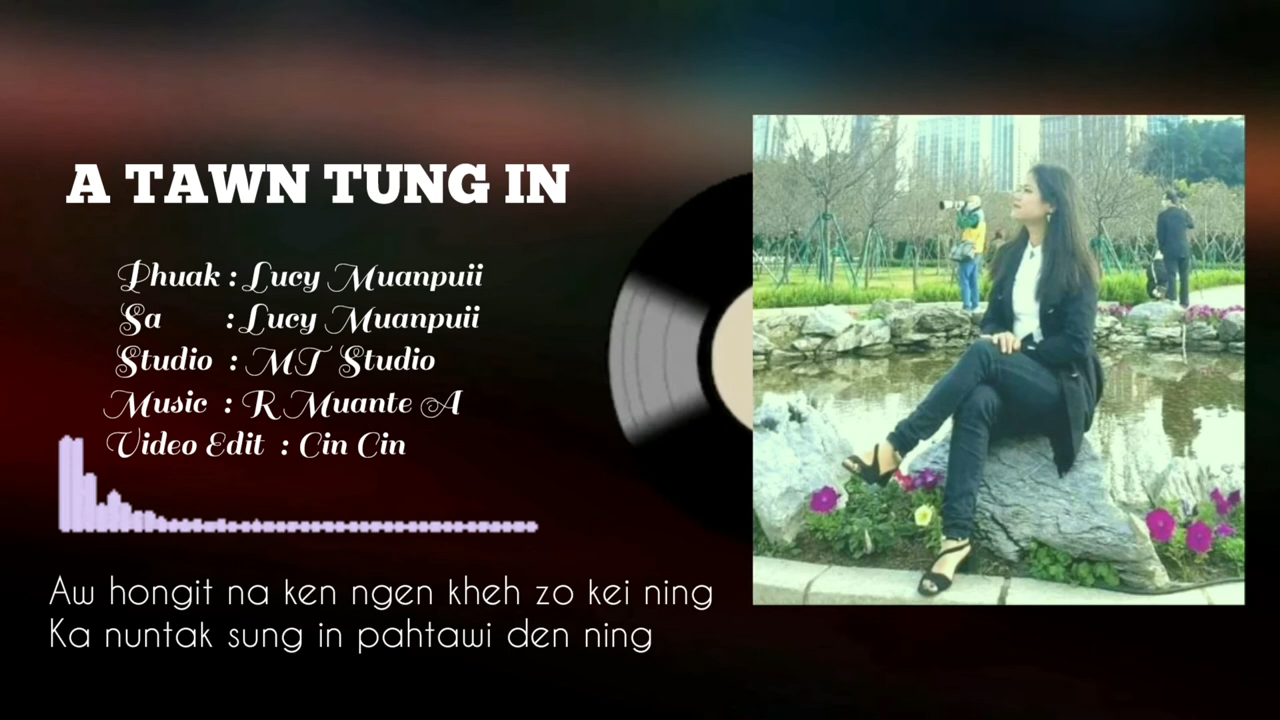 A TAWN TUNG IN
Phuak : Lucy Muanpuii
Sa : Lucy Muanpuii
Studio : MT Studio
Music : R Muante A
Video Edit : Cin Cin
Aw hongit na ken ngen kheh zo kei ning
Ka nuntak sung in pahtawi den ning